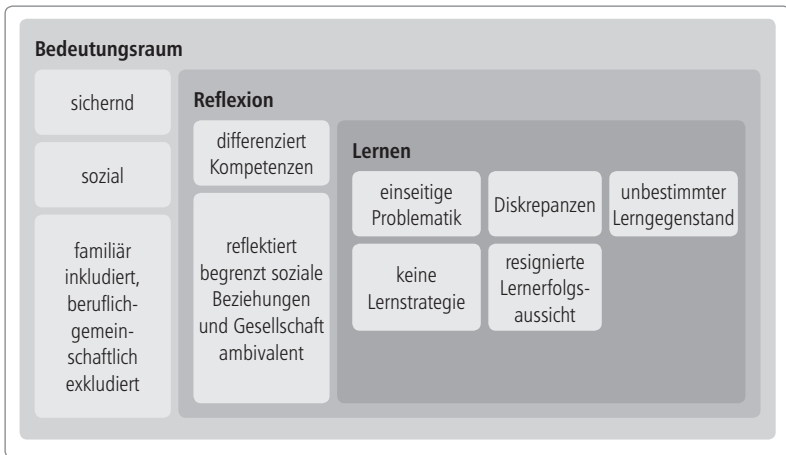 Bedeutungsraum
sichernd
sozial
familiär
inkludiert,
beruflich-
gemein-
schaftlich
exkludiert
Reflexion
differenziert
Kompetenzen
reflektiert
begrenzt soziale
Beziehungen
und Gesellschaft
ambivalent
Lernen
einseitige
Problematik
Diskrepanzen
unbestimmter
Lerngegenstand
keine
Lernstrategie
resignierte
Lernerfolgs-
aussicht